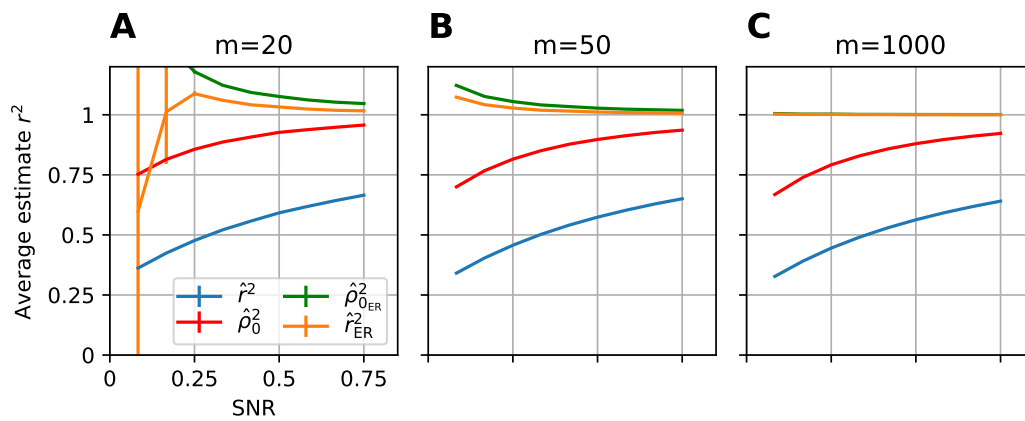 A
m=20
B
m=50
C
m=1000
Average estimate r²
1
0.75
0.5
0.25
0
0
0.25
0.5
0.75
SNR
r̂²
ρ̂²₀
ρ̂²₀ER
r̂²ER